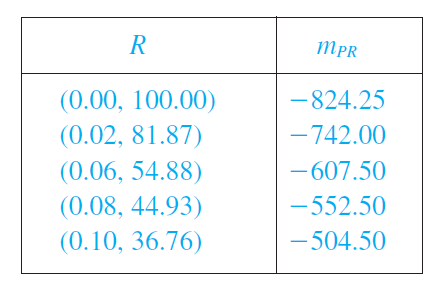 R m_PR
(0.00, 100.00) −824.25
(0.02, 81.87) −742.00
(0.06, 54.88) −607.50
(0.08, 44.93) −552.50
(0.10, 36.76) −504.50